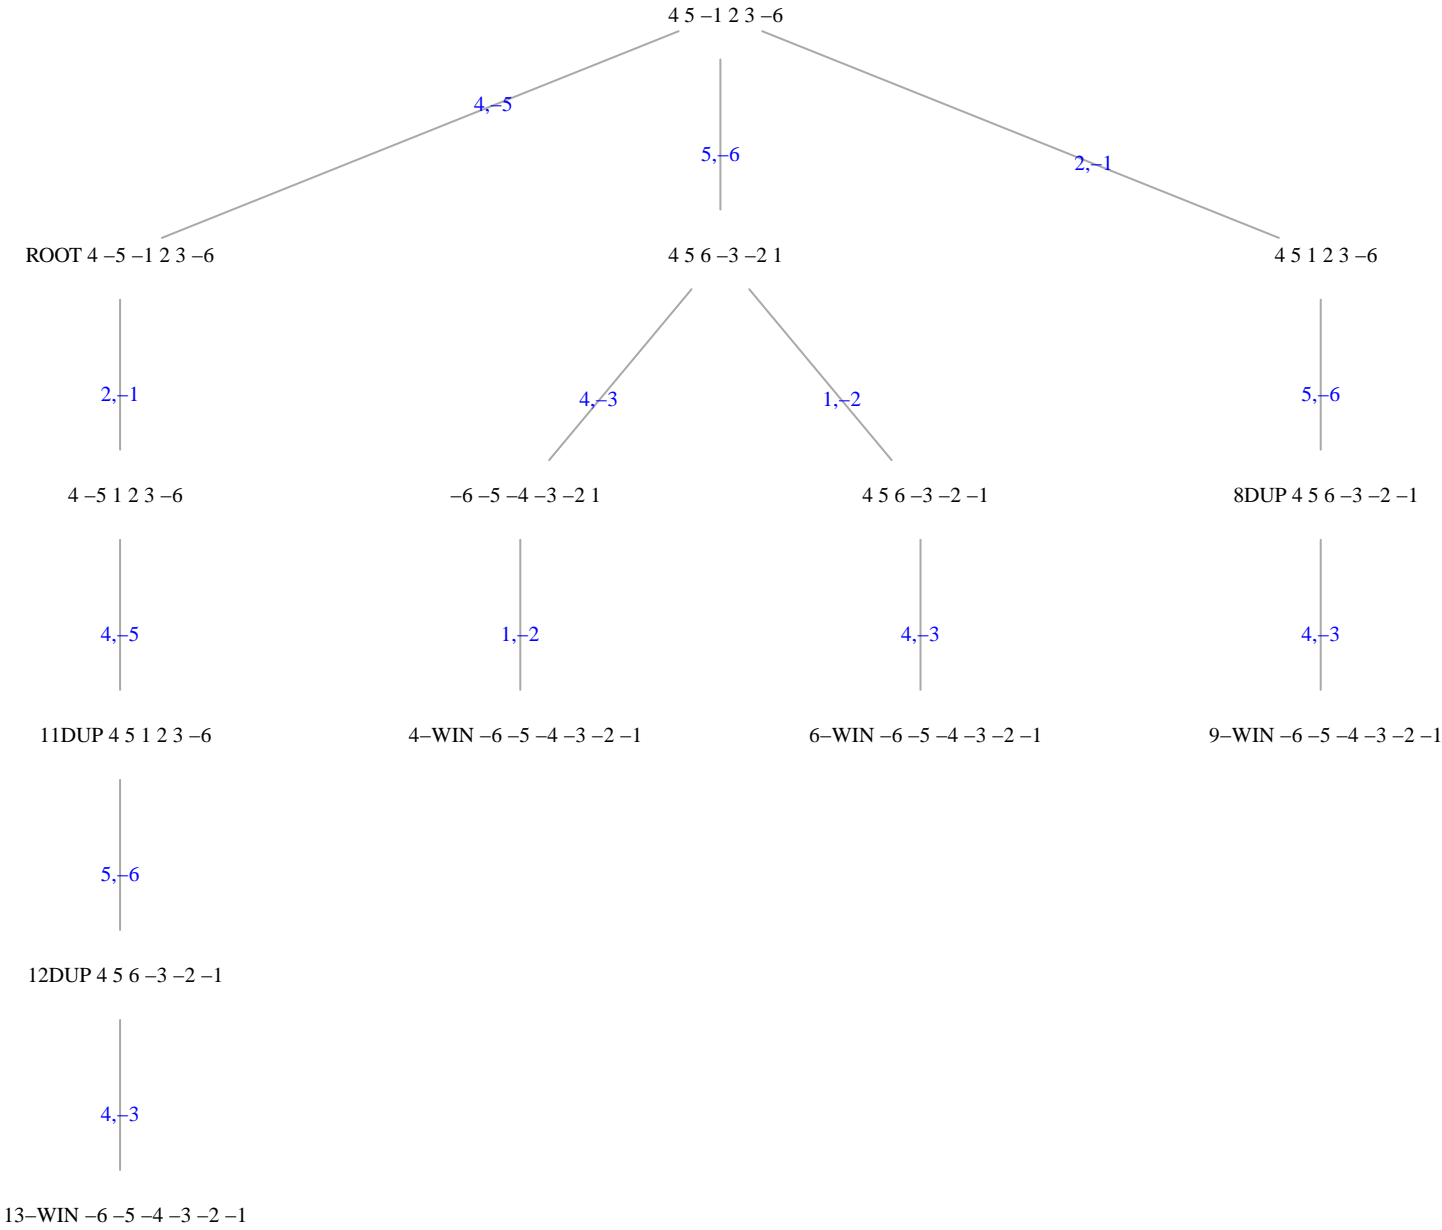 4 5 –1 2 3 –6
4,–5
5,–6
2,–1
ROOT 4 –5 –1 2 3 –6
4 5 6 –3 –2 1
4 5 1 2 3 –6
2,–1
4,–3
1,–2
5,–6
4 –5 1 2 3 –6
–6 –5 –4 –3 –2 1
4 5 6 –3 –2 –1
8DUP 4 5 6 –3 –2 –1
4,–5
1,–2
4,–3
4,–3
11DUP 4 5 1 2 3 –6
4–WIN –6 –5 –4 –3 –2 –1
6–WIN –6 –5 –4 –3 –2 –1
9–WIN –6 –5 –4 –3 –2 –1
5,–6
12DUP 4 5 6 –3 –2 –1
4,–3
13–WIN –6 –5 –4 –3 –2 –1